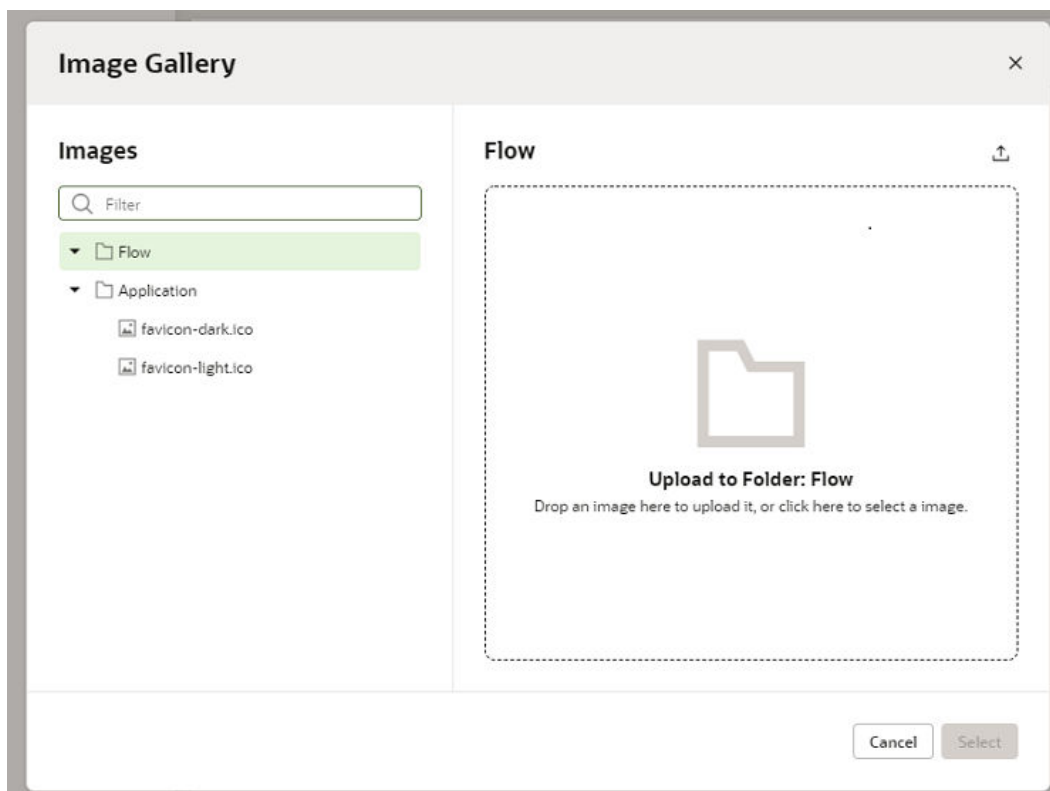 Image Gallery
Images
Filter
Flow
Application
favicon-dark.ico
favicon-light.ico
Flow
Upload to Folder: Flow
Drop an image here to upload it, or click here to select a image.
Cancel
Select